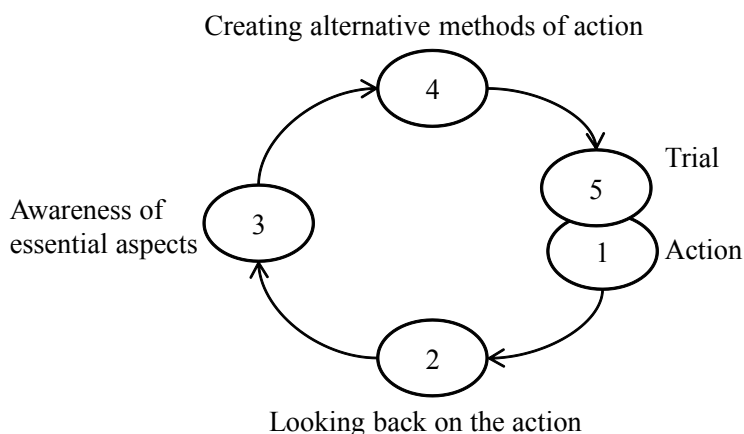 Creating alternative methods of action
4
Trial
5
Awareness of
essential aspects
3
1
Action
2
Looking back on the action